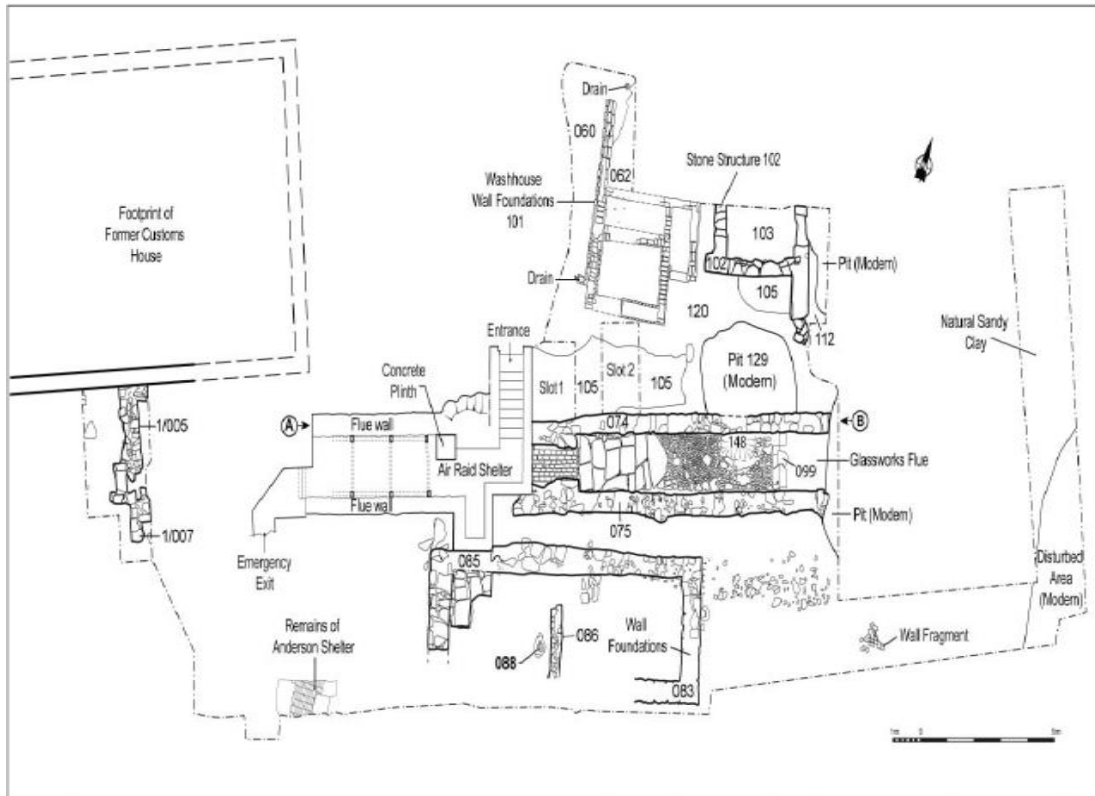 Drain
060
Stone Structure 102
062
Washhouse
Wall Foundations
101
Footprint of
Former Customs
House
103
102
Pit (Modern)
Drain
105
120
112
Natural Sandy
Clay
Entrance
Concrete
Plinth
Slot 1
105
Slot 2
105
Pit 129
(Modern)
1/005
A
Flue wall
074
B
148
Air Raid Shelter
099
Glassworks Flue
Flue wall
Pit (Modern)
075
1/007
Emergency
Exit
085
Disturbed
Area
(Modern)
Remains of
Anderson Shelter
086
Wall
Foundations
Wall Fragment
088
083
1m
0
5m